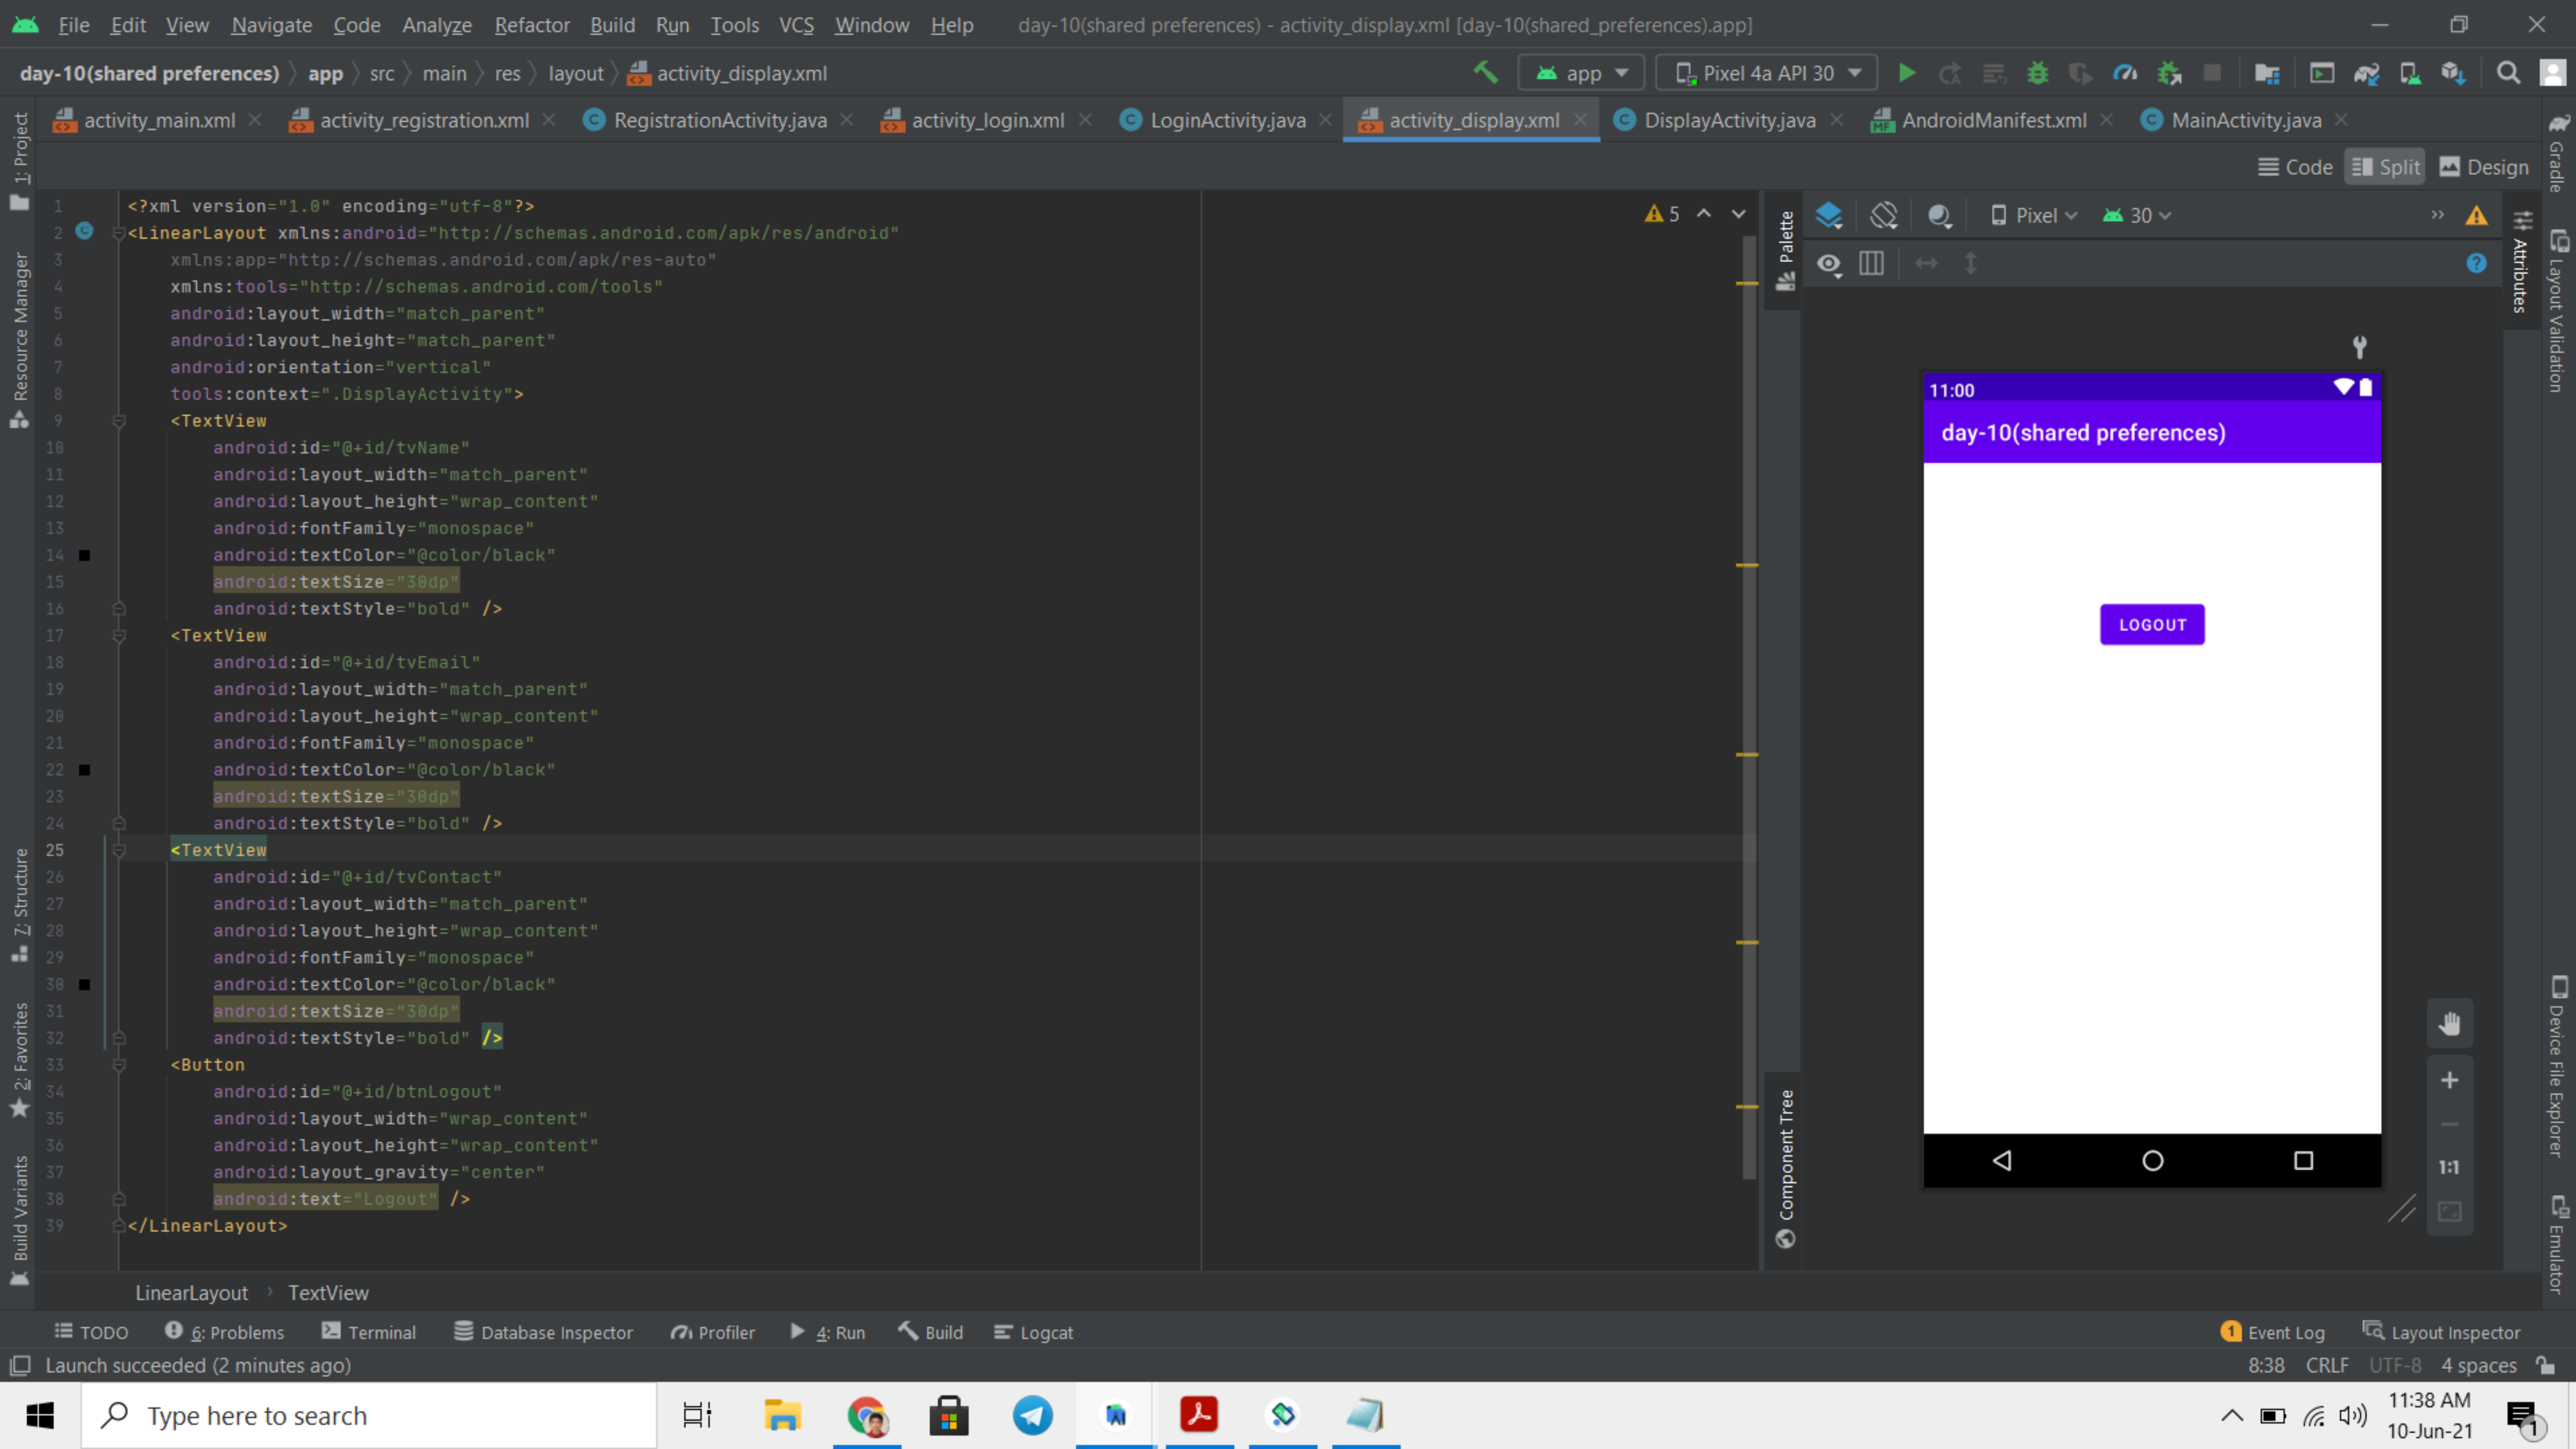 File Edit View Navigate Code Analyze Refactor Build Run Tools VCS Window Help day-10(shared preferences) - activity_display.xml [day-10(shared_preferences).app]
day-10(shared preferences) app src main res layout activity_display.xml app Pixel 4a API 30
activity_main.xml activity_registration.xml RegistrationActivity.java activity_login.xml LoginActivity.java activity_display.xml DisplayActivity.java AndroidManifest.xml MainActivity.java
Code Split Design
1: Project
Resource Manager
7: Structure
2: Favorites
Build Variants
1 <?xml version="1.0" encoding="utf-8"?>
2 <LinearLayout xmlns:android="http://schemas.android.com/apk/res/android"
3 xmlns:app="http://schemas.android.com/apk/res-auto"
4 xmlns:tools="http://schemas.android.com/tools"
5 android:layout_width="match_parent"
6 android:layout_height="match_parent"
7 android:orientation="vertical"
8 tools:context=".DisplayActivity">
9 <TextView
10 android:id="@+id/tvName"
11 android:layout_width="match_parent"
12 android:layout_height="wrap_content"
13 android:fontFamily="monospace"
14 android:textColor="@color/black"
15 android:textSize="30dp"
16 android:textStyle="bold" />
17 <TextView
18 android:id="@+id/tvEmail"
19 android:layout_width="match_parent"
20 android:layout_height="wrap_content"
21 android:fontFamily="monospace"
22 android:textColor="@color/black"
23 android:textSize="30dp"
24 android:textStyle="bold" />
25 <TextView
26 android:id="@+id/tvContact"
27 android:layout_width="match_parent"
28 android:layout_height="wrap_content"
29 android:fontFamily="monospace"
30 android:textColor="@color/black"
31 android:textSize="30dp"
32 android:textStyle="bold" />
33 <Button
34 android:id="@+id/btnLogout"
35 android:layout_width="wrap_content"
36 android:layout_height="wrap_content"
37 android:layout_gravity="center"
38 android:text="Logout" />
39 </LinearLayout>
5
Palette
Component Tree
Pixel 30
11:00
day-10(shared preferences)
LOGOUT
1:1
Attributes
Gradle
Layout Validation
Device File Explorer
Emulator
LinearLayout TextView
TODO 6: Problems Terminal Database Inspector Profiler 4: Run Build Logcat 1 Event Log Layout Inspector
Launch succeeded (2 minutes ago) 8:38 CRLF UTF-8 4 spaces
Type here to search
11:38 AM
10-Jun-21
1